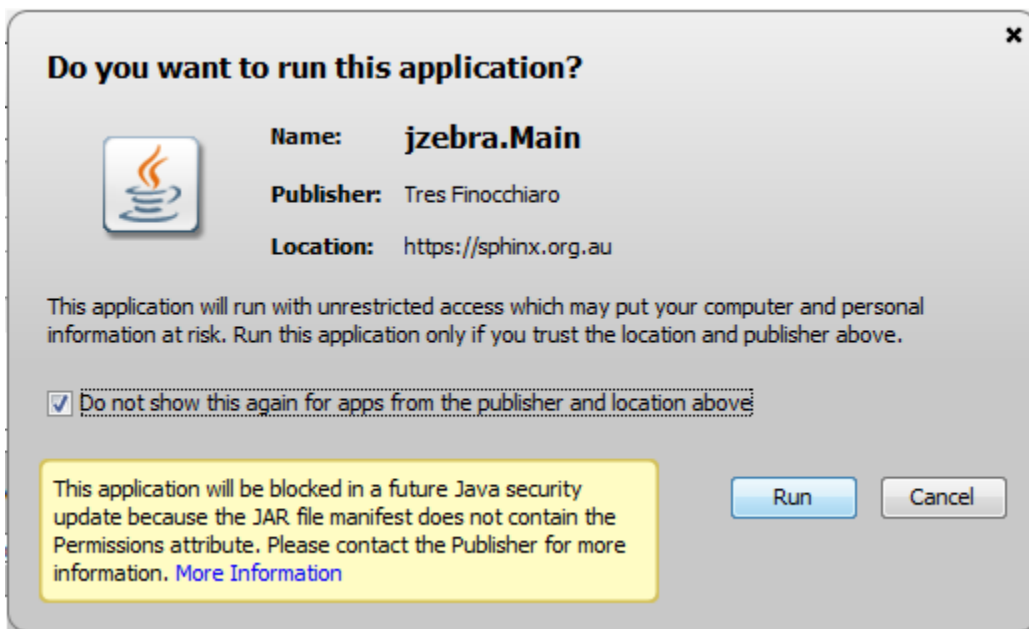 Do you want to run this application?
Name: jzebra.Main
Publisher: Tres Finocchiaro
Location: https://sphinx.org.au
This application will run with unrestricted access which may put your computer and personal
information at risk. Run this application only if you trust the location and publisher above.
Do not show this again for apps from the publisher and location above
This application will be blocked in a future Java security
update because the JAR file manifest does not contain the
Permissions attribute. Please contact the Publisher for more
information. More Information
Run
Cancel